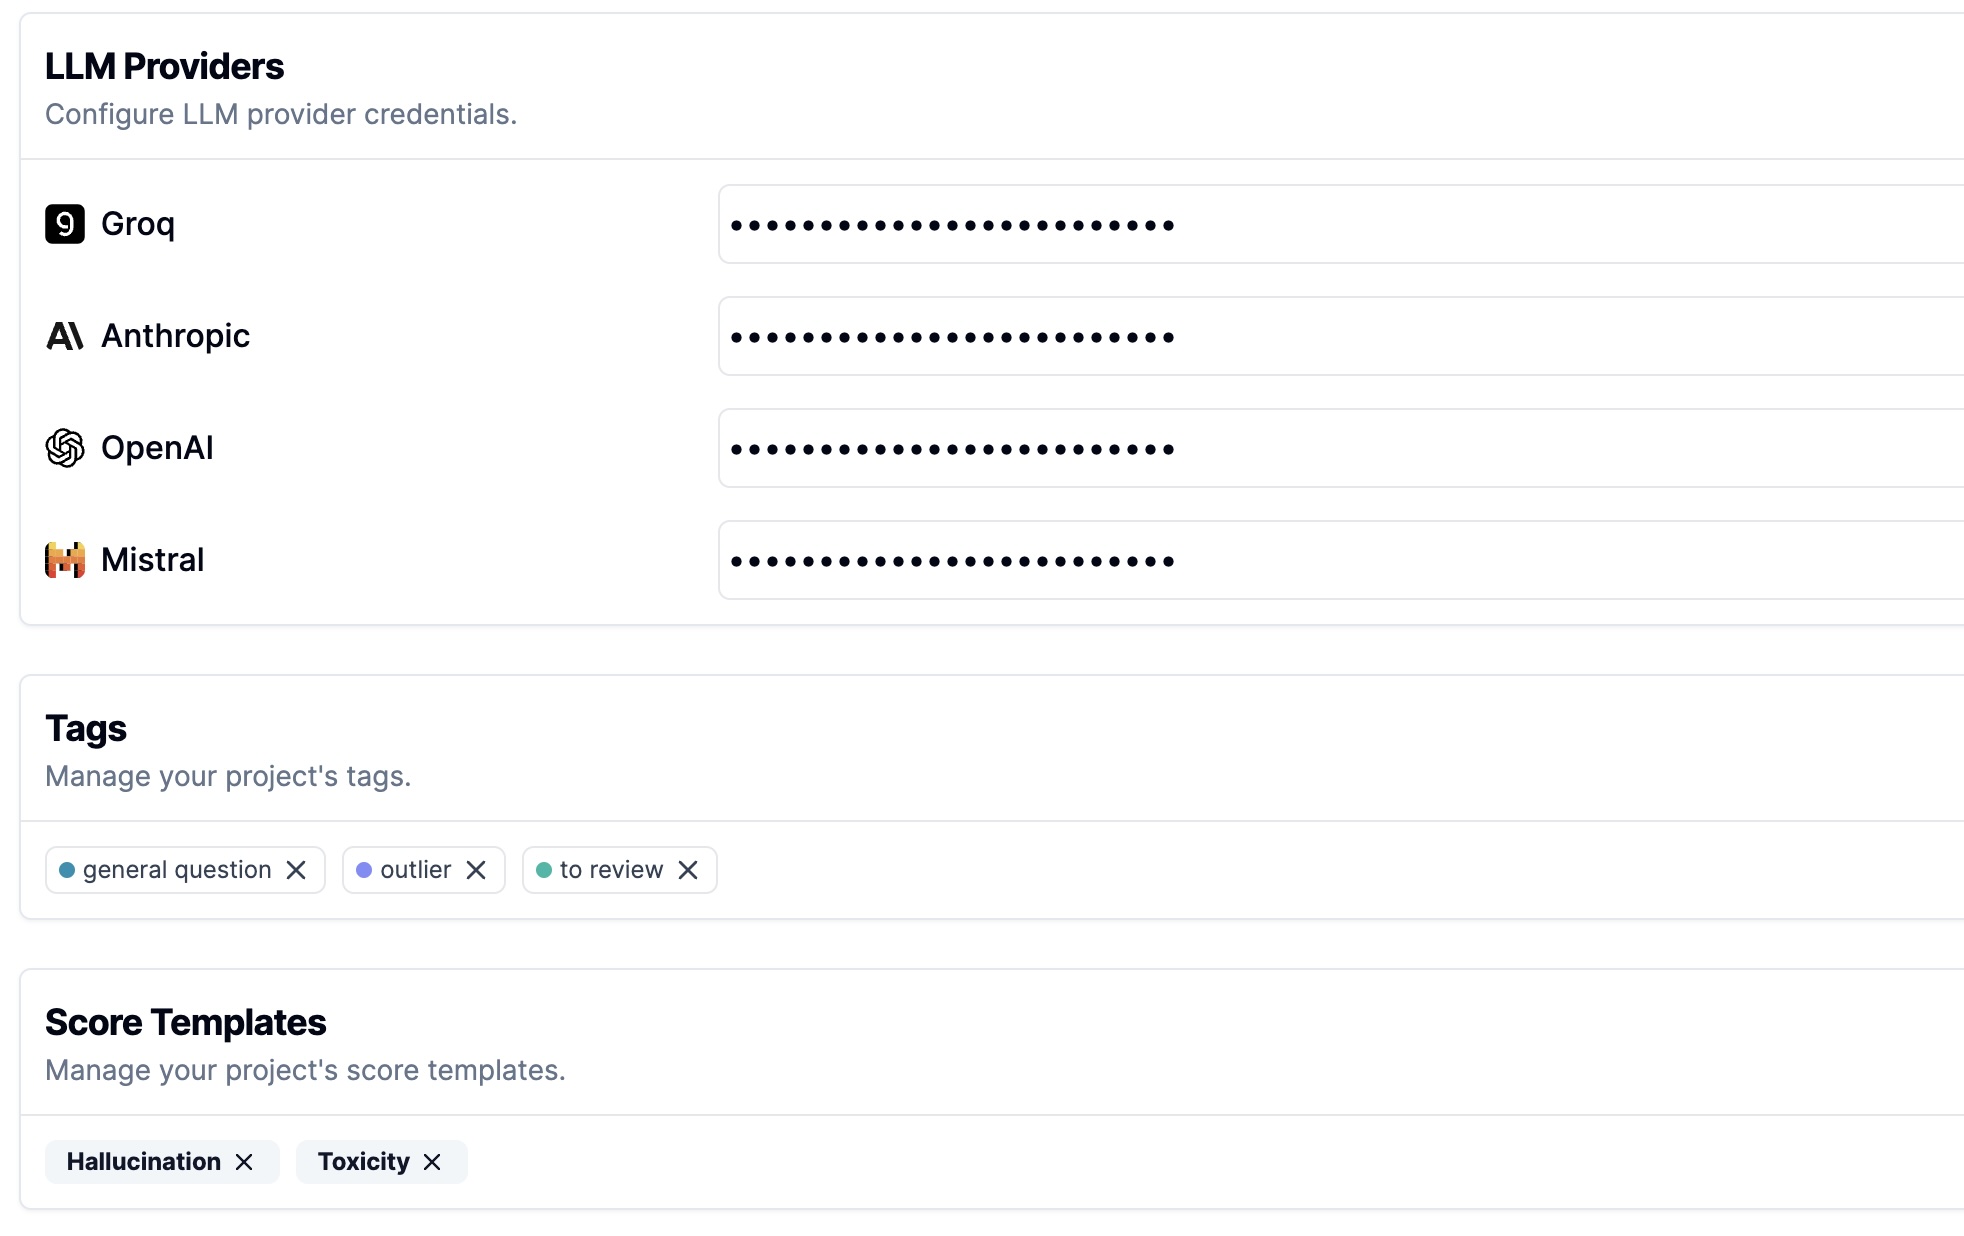 LLM Providers
Configure LLM provider credentials.
Groq
•••••••••••••••••••••••••
Anthropic
•••••••••••••••••••••••••
OpenAI
•••••••••••••••••••••••••
Mistral
•••••••••••••••••••••••••
Tags
Manage your project's tags.
general question outlier to review
Score Templates
Manage your project's score templates.
Hallucination Toxicity